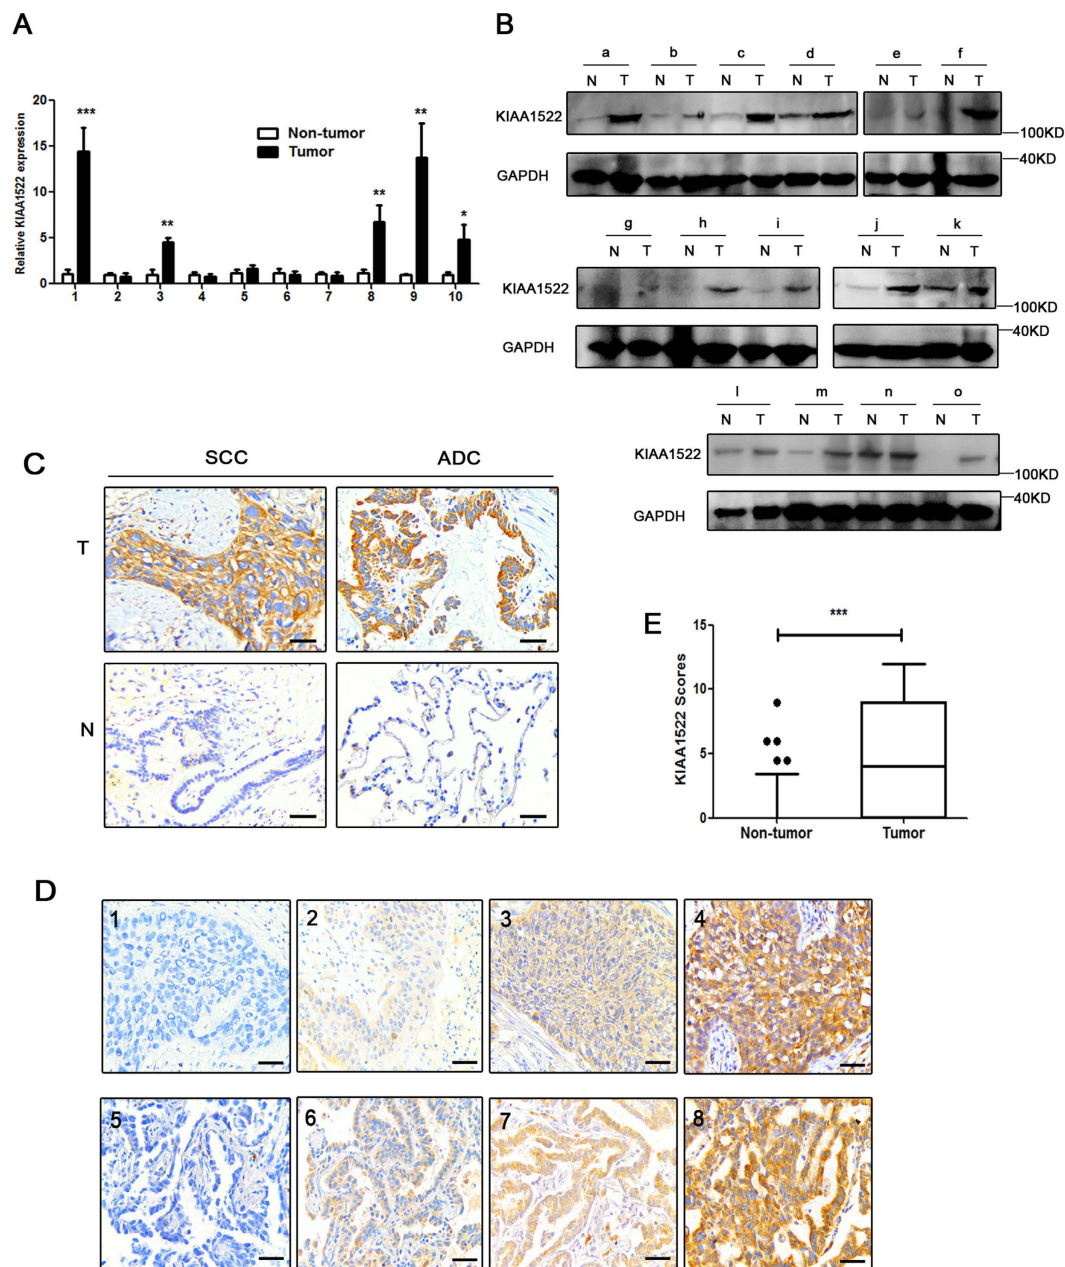 A
Relative KIAA1522 expression
20
15
10
5
0
***
**
**
**
*
Non-tumor
Tumor
1 2 3 4 5 6 7 8 9 10
B
a b c d e f
N T N T N T N T N T N T
KIAA1522
100KD
40KD
GAPDH
g h i j k
N T N T N T N T N T
KIAA1522
100KD
40KD
GAPDH
l m n o
N T N T N T N T
KIAA1522
100KD
40KD
GAPDH
C
SCC ADC
T
N
E
KIAA1522 Scores
15
10
5
0
***
Non-tumor Tumor
D
1 2 3 4
5 6 7 8